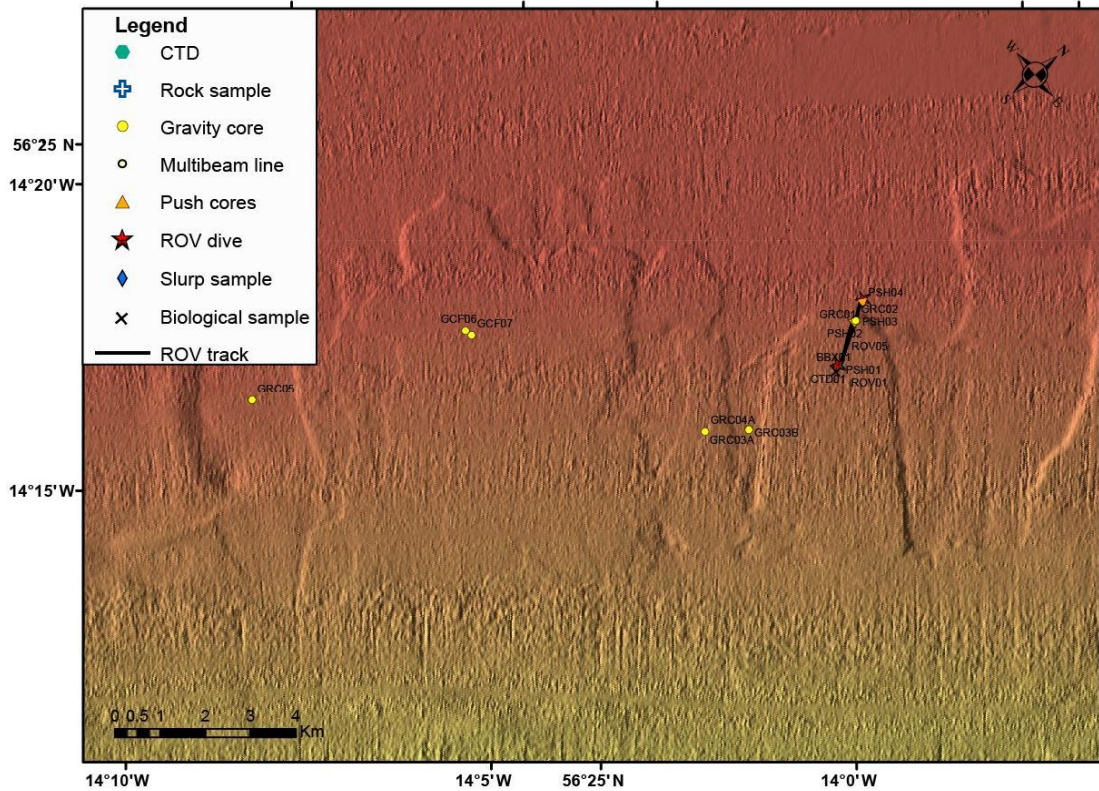 Legend
CTD
Rock sample
Gravity core
Multibeam line
Push cores
ROV dive
Slurp sample
Biological sample
ROV track
W
N
S
S
56°25 N
14°20'W
14°15'W
PSH04
GRC02
GRC01
PSH03
PSH02
ROV05
BBX01
PSH01
CTD01
ROV01
GCF06
GCF07
GRC05
GRC04A
GRC03A
GRC03B
0 0.5 1 2 3 4
Km
14°10'W
14°5'W
56°25'N
14°0'W